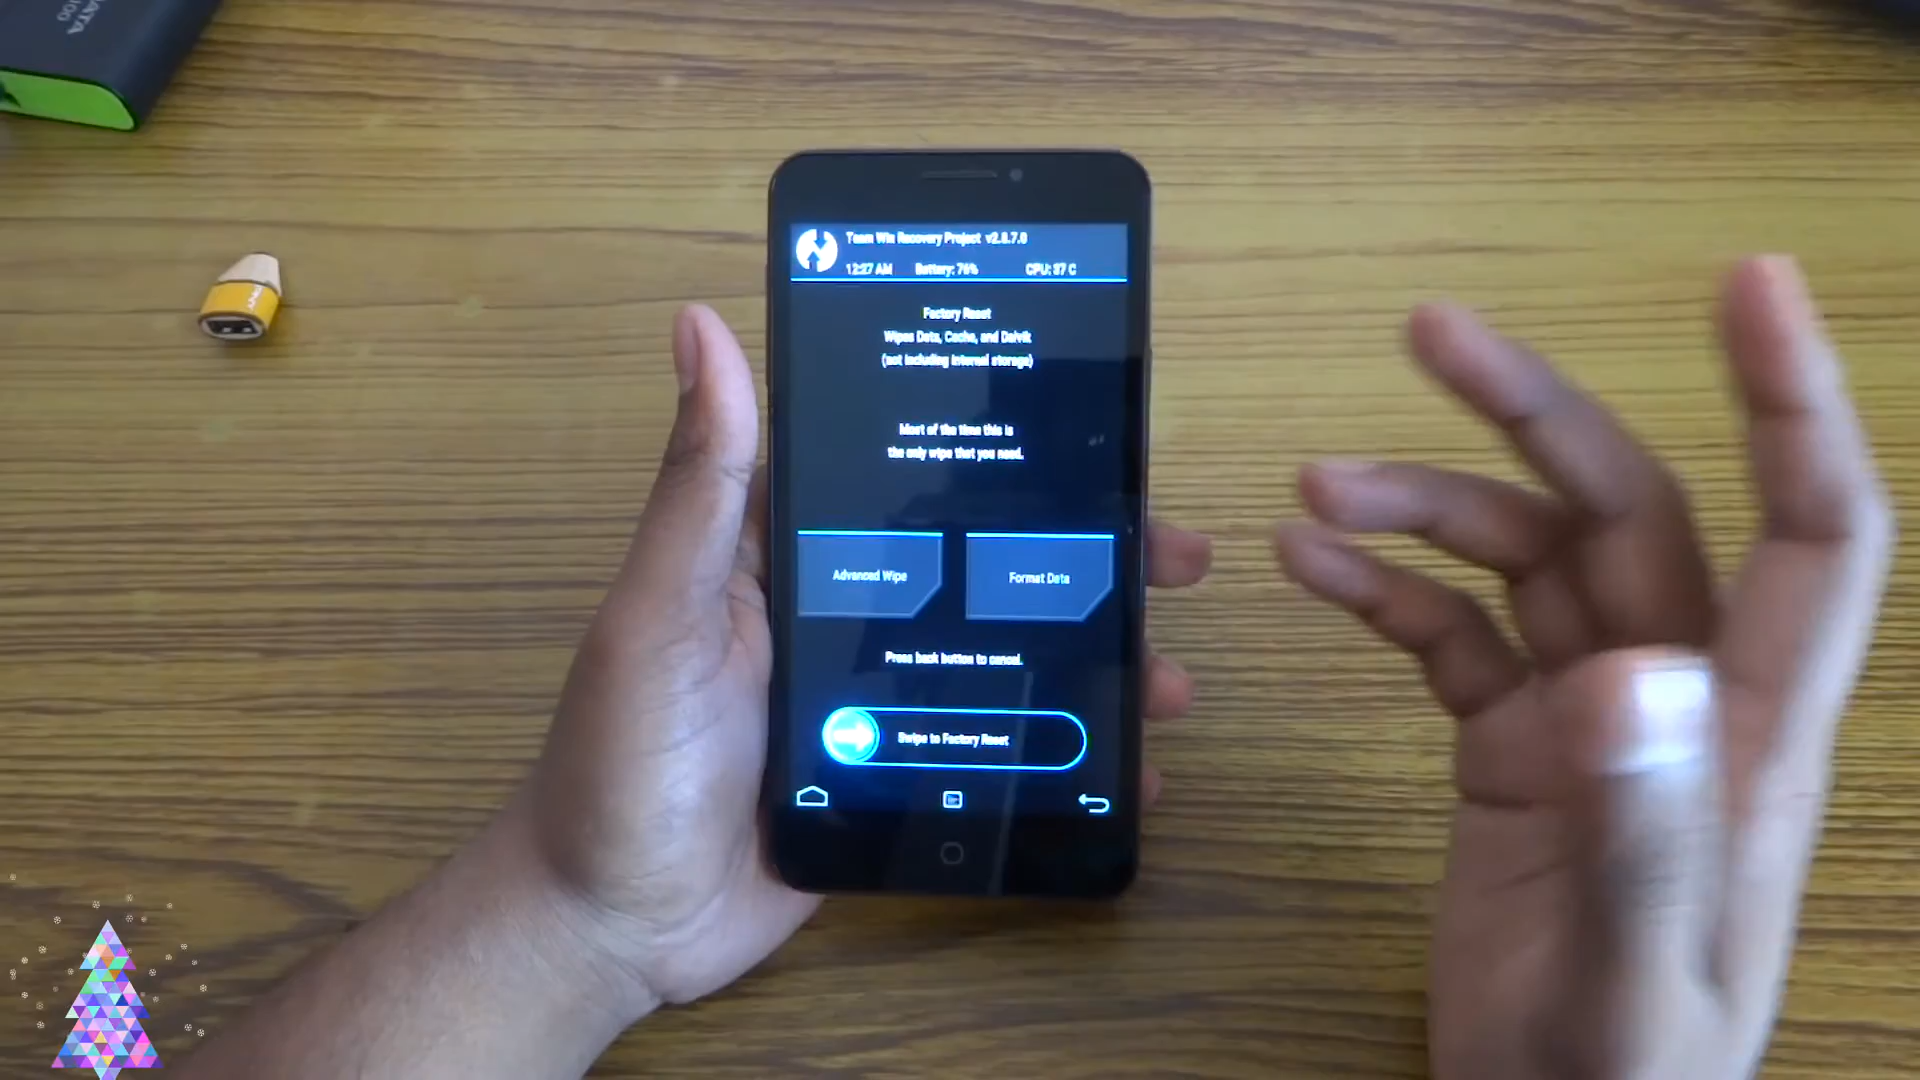 DATA
100
Team Win Recovery Project v2.8.7.0
12:27 AM Battery: 76% CPU: 37 C
Factory Reset
Wipes Data, Cache, and Dalvik
(not including internal storage)
Most of the time this is
the only wipe that you need.
Advanced Wipe
Format Data
Press back button to cancel.
Swipe to Factory Reset